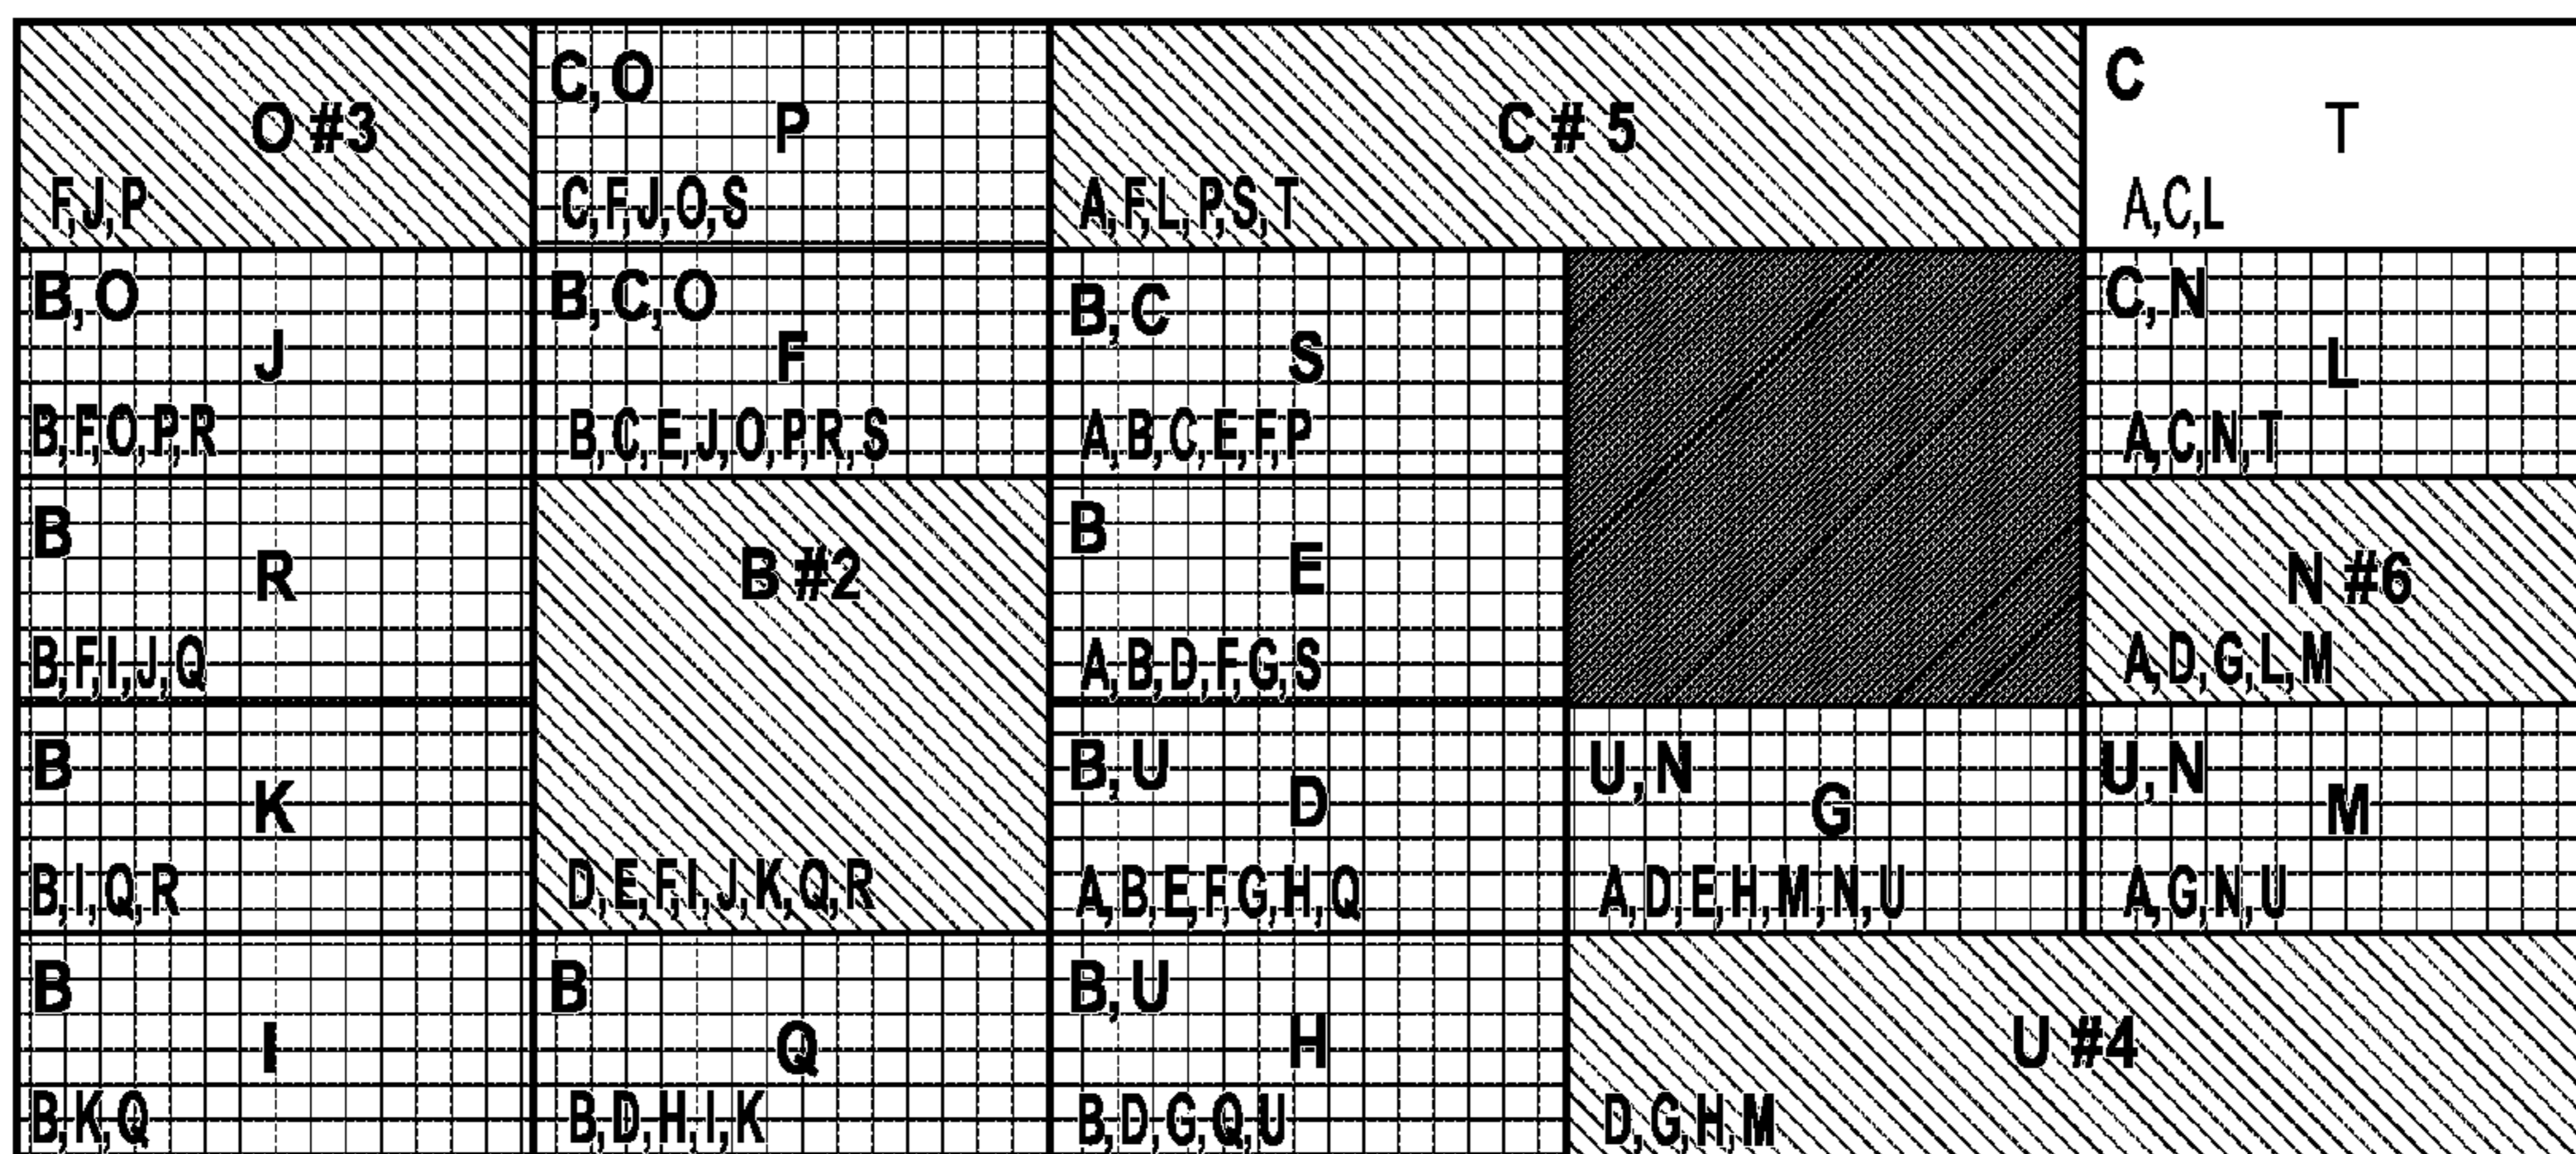 O #3
F,J,P
C,O
P
C,F,J,O,S
C # 5
A,F,L,P,S,T
C
T
A,C,L
B,O
J
B,F,O,P,R
B,C,O
F
B,C,E,J,O,P,R,S
B,C
S
A,B,C,E,F,P
C,N
L
A,C,N,T
B
R
B,F,I,J,Q
B #2
D,E,F,I,J,K,Q,R
B
E
A,B,D,F,G,S
N #6
A,D,G,L,M
B
K
B,I,Q,R
B,U
D
A,B,E,F,G,H,Q
U,N
G
A,D,E,H,M,N,U
U,N
M
A,G,N,U
B
I
B,K,Q
B
Q
B,D,H,I,K
B,U
H
B,D,G,Q,U
U #4
D,G,H,M